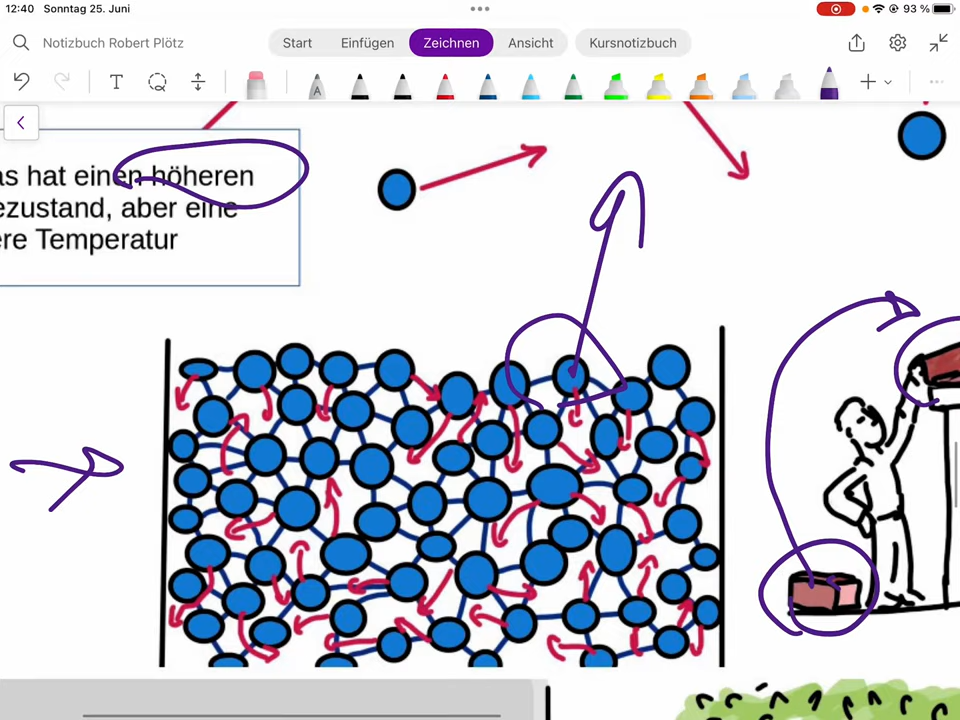 12:40 Sonntag 25. Juni
93 %
Notizbuch Robert Plötz
Start Einfügen Zeichnen Ansicht Kursnotizbuch
T
A
as hat einen höheren
ezustand, aber eine
ere Temperatur